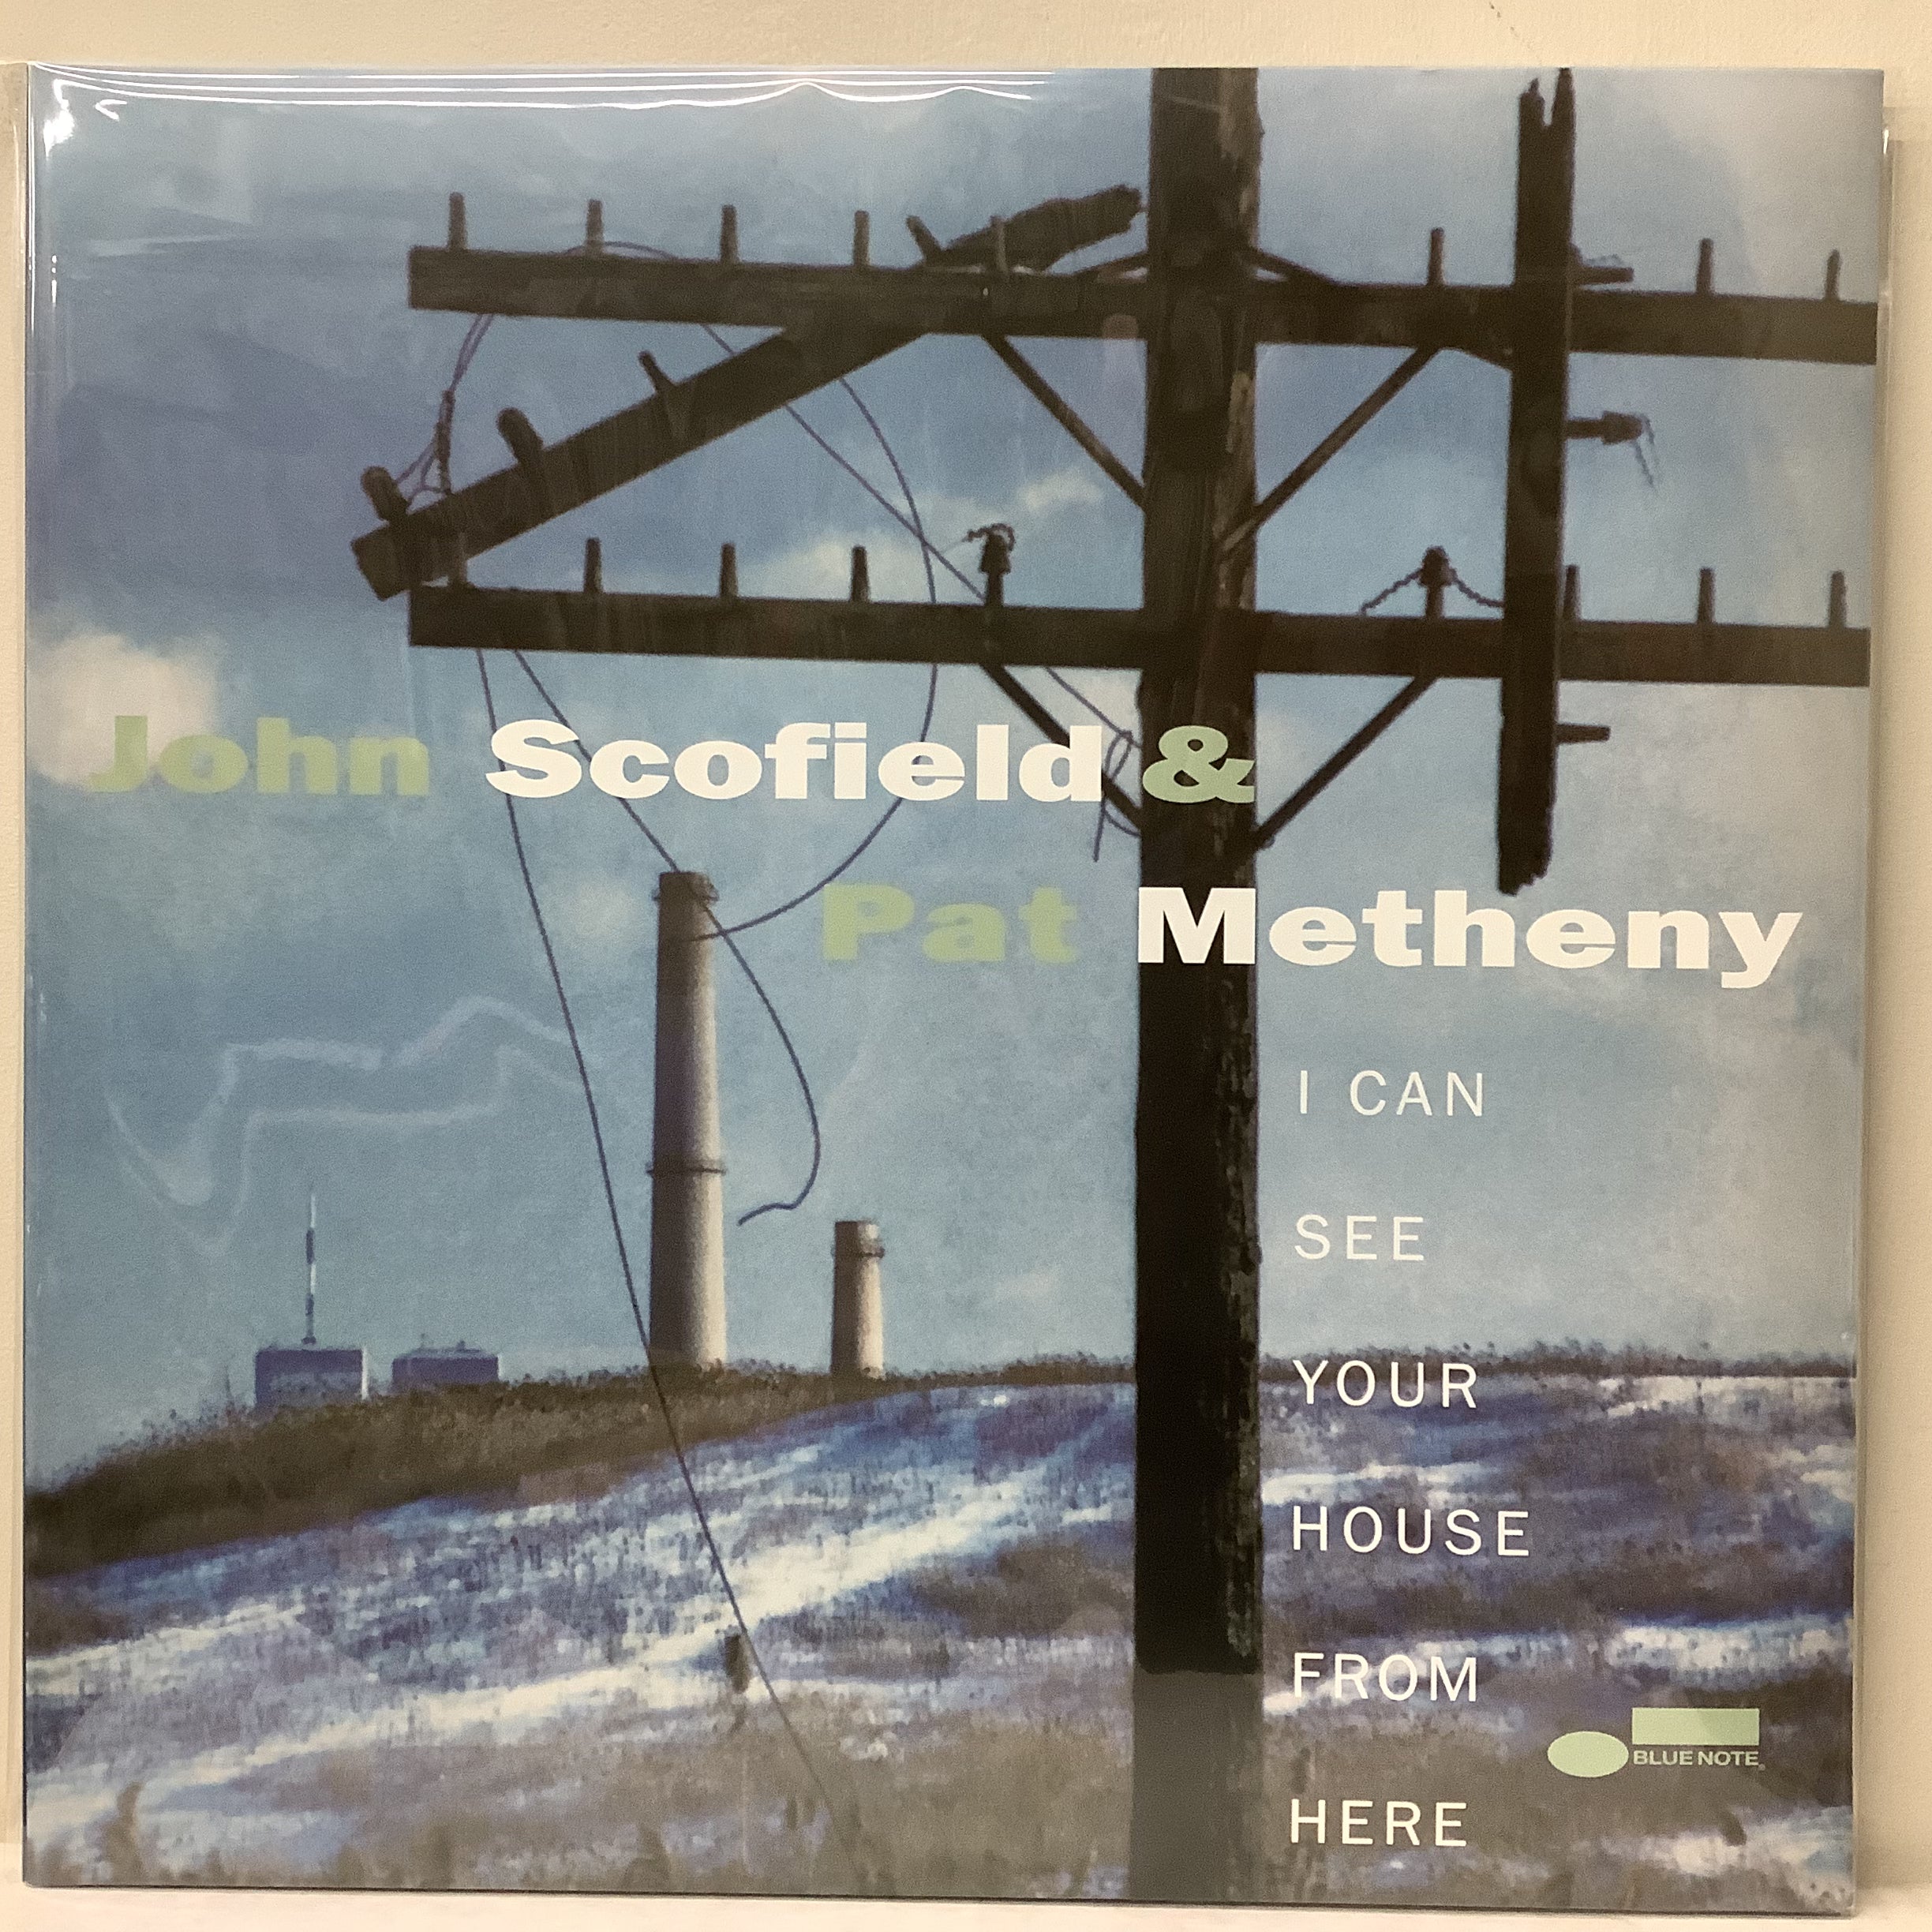 John Scofield &
Pat Metheny
I CAN
SEE
YOUR
HOUSE
FROM
HERE
BLUE NOTE